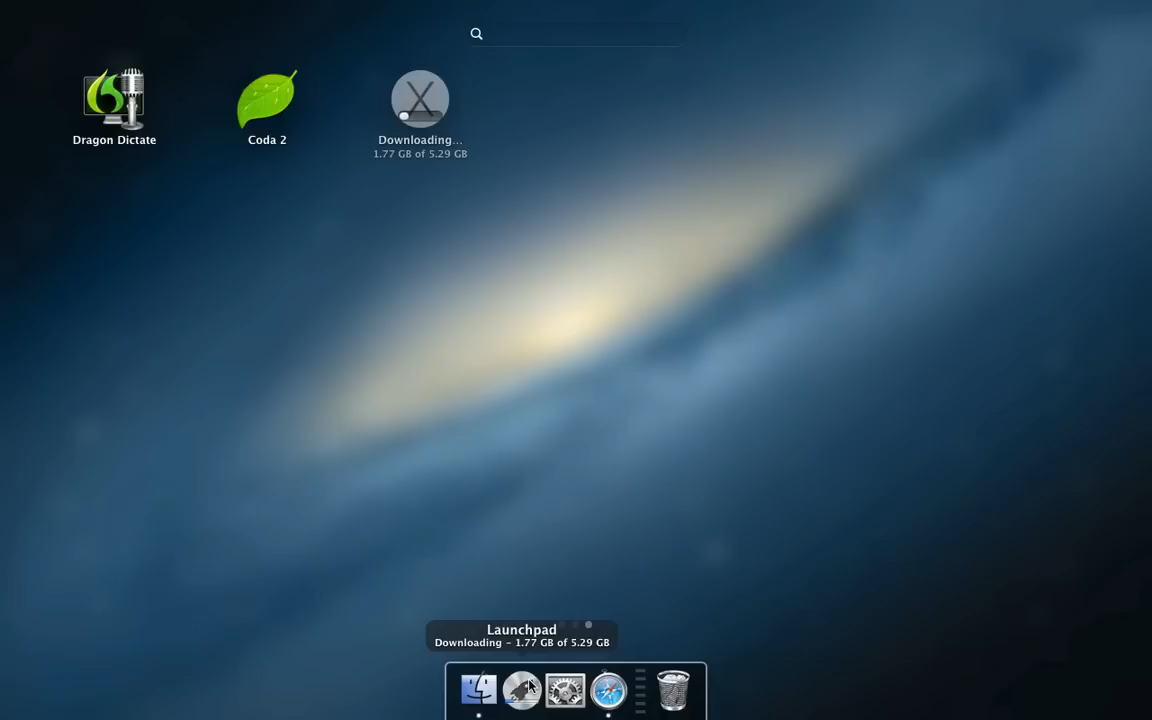 Dragon Dictate
Coda 2
Downloading...
1.77 GB of 5.29 GB
Launchpad
Downloading – 1.77 GB of 5.29 GB